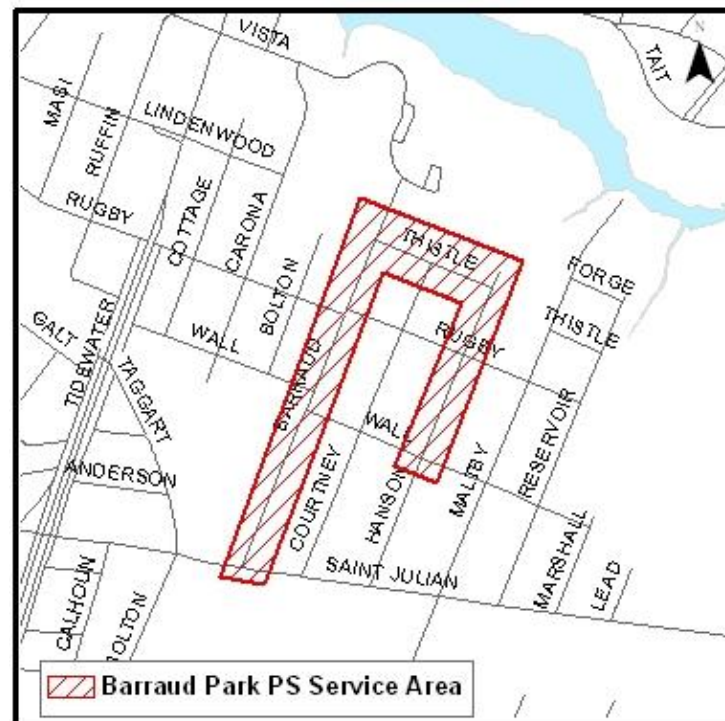 VISTA
N
TAIT
MASI
RUFFIN
LINDENWOOD
RUGBY
COTTAGE
CARONA
BOLTON
THISTLE
FORGE
THISTLE
RUGBY
GALT
TIDEWATER
WALL
BARRAUD
TAGGART
WALL
RESERVOIR
ANDERSON
COURTNEY
HANSON
MALTBY
MARSHALL
LEAD
SAINT JULIAN
CALHOUN
BOLTON
Barraud Park PS Service Area